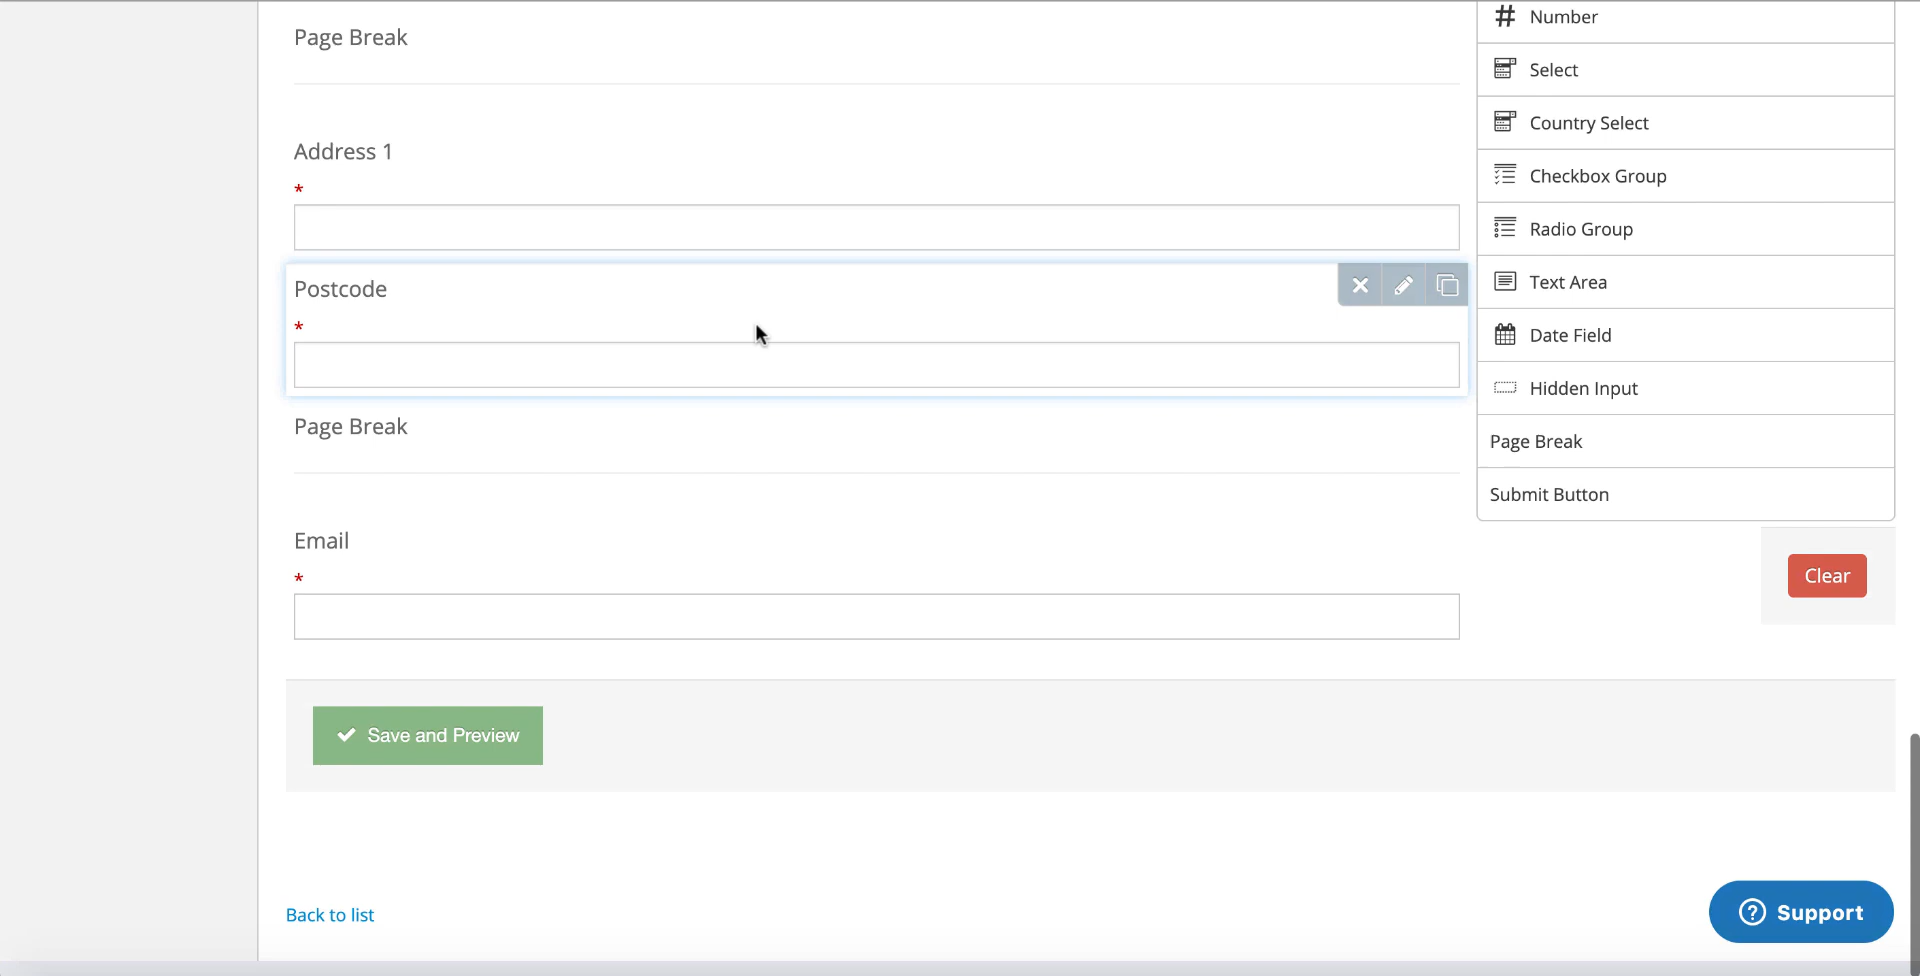 Page Break
Address 1
*
Postcode
*
Page Break
Email
*
Save and Preview
Back to list
# Number
Select
Country Select
Checkbox Group
Radio Group
Text Area
Date Field
Hidden Input
Page Break
Submit Button
Clear
? Support